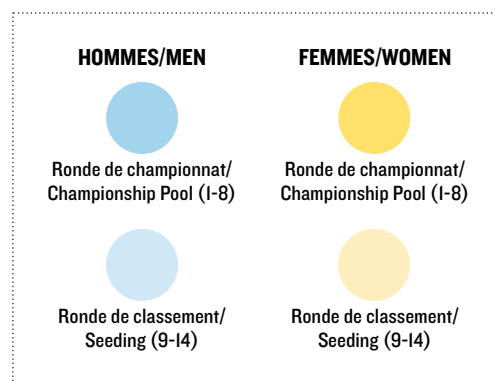 HOMMES/MEN
Ronde de championnat/
Championship Pool (1-8)
Ronde de classement/
Seeding (9-14)
FEMMES/WOMEN
Ronde de championnat/
Championship Pool (1-8)
Ronde de classement/
Seeding (9-14)